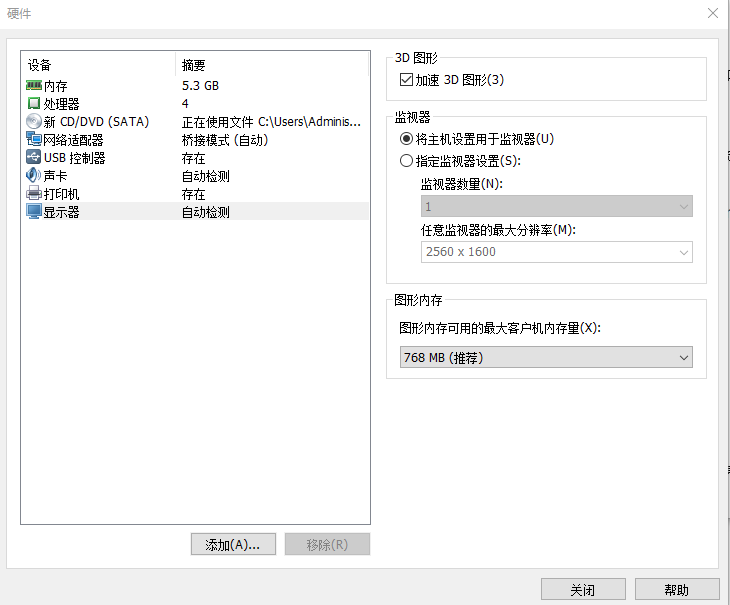 硬件
设备 摘要
内存 5.3 GB
处理器 4
新 CD/DVD (SATA) 正在使用文件 C:\Users\Adminis...
网络适配器 桥接模式 (自动)
USB 控制器 存在
声卡 自动检测
打印机 存在
显示器 自动检测
添加(A)...
移除(R)
3D 图形
加速 3D 图形(3)
监视器
将主机设置用于监视器(U)
指定监视器设置(S):
监视器数量(N):
1
任意监视器的最大分辨率(M):
2560 x 1600
图形内存
图形内存可用的最大客户机内存量(X):
768 MB (推荐)
关闭
帮助